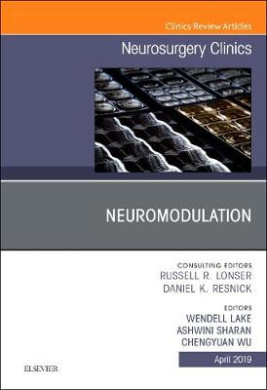 Clinics Review Articles
Neurosurgery Clinics
NEUROMODULATION
CONSULTING EDITORS
RUSSELL R. LONSER
DANIEL K. RESNICK
EDITORS
WENDELL LAKE
ASHWINI SHARAN
CHENGYUAN WU
ELSEVIER
April 2019